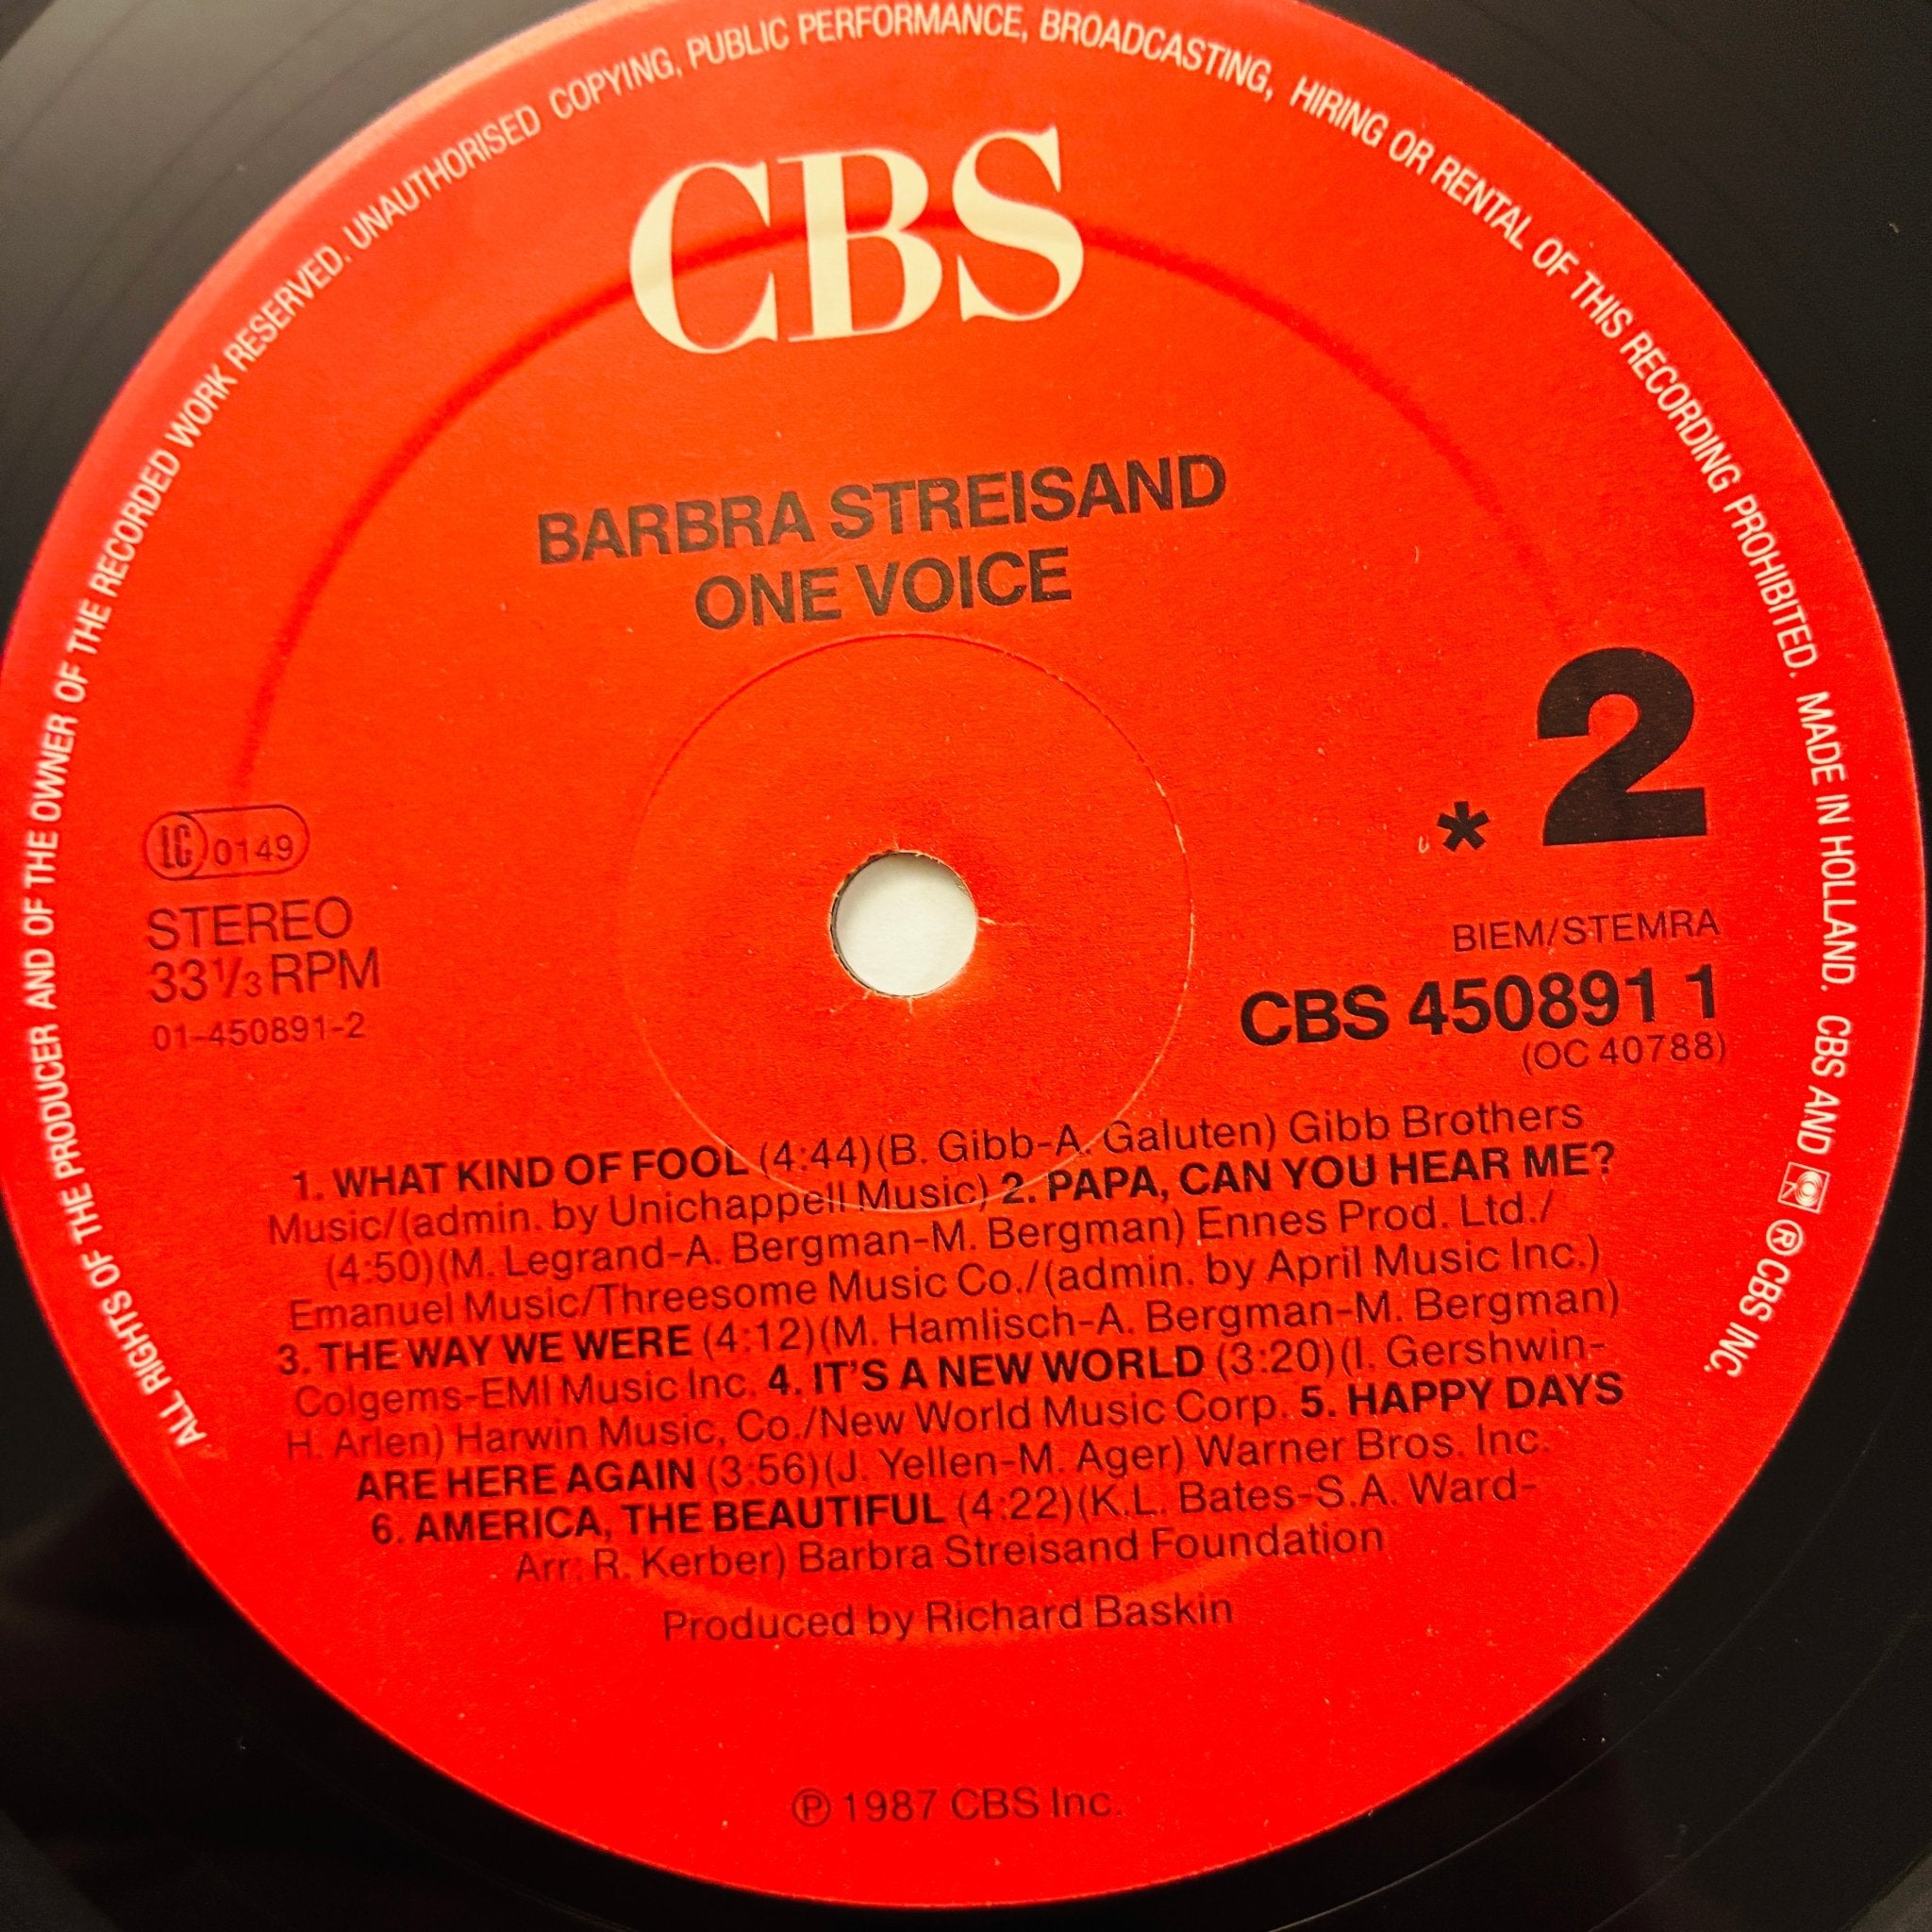 ALL RIGHTS OF THE PRODUCER AND OF THE OWNER OF THE RECORDED WORK RESERVED. UNAUTHORISED COPYING, PUBLIC PERFORMANCE, BROADCASTING, HIRING OR RENTAL OF THIS RECORDING PROHIBITED. MADE IN HOLLAND. CBS AND ® CBS INC.
CBS
BARBRA STREISAND
ONE VOICE
* 2
LC 0149
STEREO
33⅓ RPM
01-450891-2
BIEM/STEMRA
CBS 450891 1
(OC 40788)
1. WHAT KIND OF FOOL (4:44)(B. Gibb-A. Galuten) Gibb Brothers
Music/(admin. by Unichappell Music) 2. PAPA, CAN YOU HEAR ME?
(4:50)(M. Legrand-A. Bergman-M. Bergman) Ennes Prod. Ltd./
Emanuel Music/Threesome Music Co./(admin. by April Music Inc.)
3. THE WAY WE WERE (4:12)(M. Hamlisch-A. Bergman-M. Bergman)
Colgems-EMI Music Inc. 4. IT'S A NEW WORLD (3:20)(I. Gershwin-
H. Arlen) Harwin Music, Co./New World Music Corp. 5. HAPPY DAYS
ARE HERE AGAIN (3:56)(J. Yellen-M. Ager) Warner Bros. Inc.
6. AMERICA, THE BEAUTIFUL (4:22)(K.L. Bates-S.A. Ward-
Arr: R. Kerber) Barbra Streisand Foundation
Produced by Richard Baskin
℗ 1987 CBS Inc.